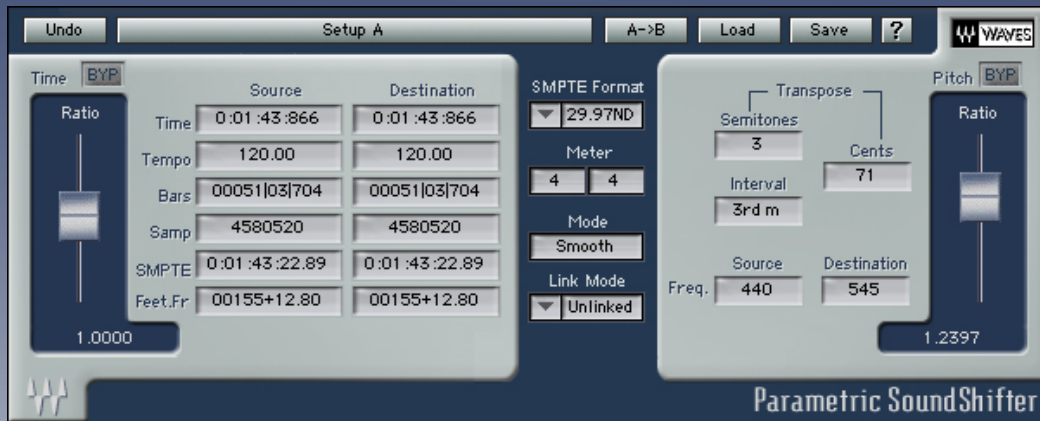 Undo
Setup A
A->B
Load
Save
?
WAVES
Time BYP
Ratio
1.0000
Source Destination
Time 0:01:43:866 0:01:43:866
Tempo 120.00 120.00
Bars 00051|03|704 00051|03|704
Samp 4580520 4580520
SMPTE 0:01:43:22.89 0:01:43:22.89
Feet.Fr 00155+12.80 00155+12.80
SMPTE Format
29.97ND
Meter
4 4
Mode
Smooth
Link Mode
Unlinked
Transpose
Semitones
3
Cents
71
Interval
3rd m
Source Destination
Freq. 440 545
Pitch BYP
Ratio
1.2397
Parametric SoundShifter